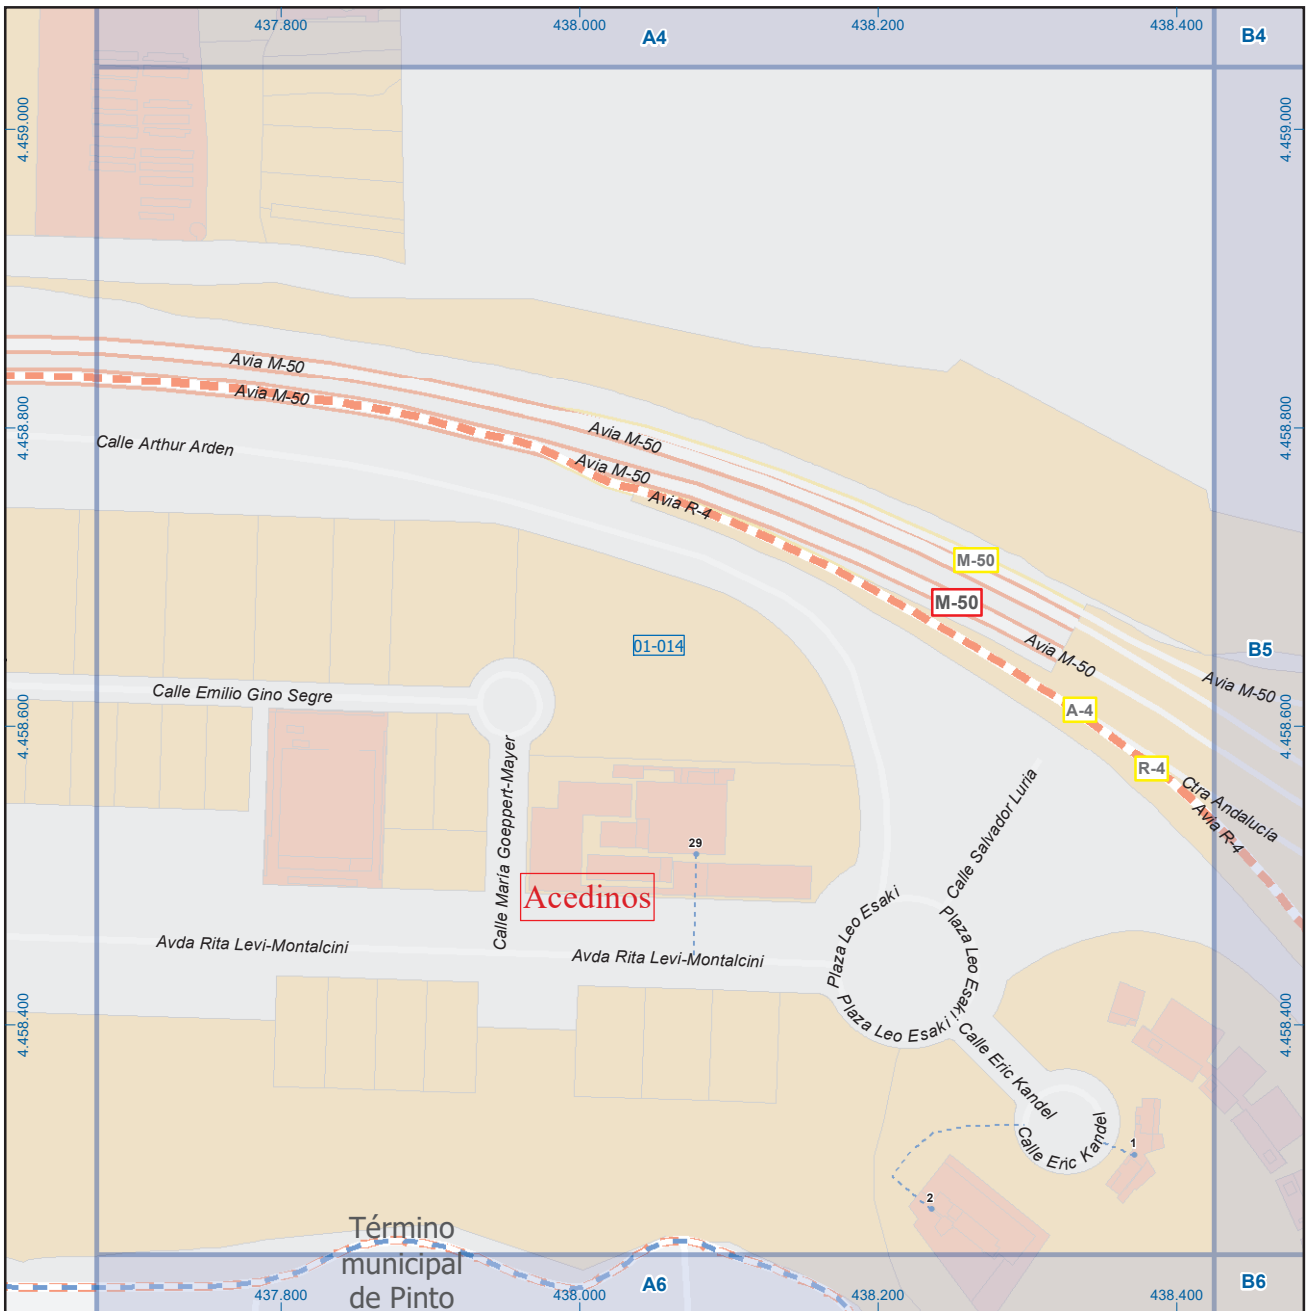 437.800
438.000
438.200
438.400
A4
B4
4.459.000
4.459.000
Avia M-50
Avia M-50
4.458.800
4.458.800
Calle Arthur Arden
Avia M-50
Avia M-50
Avia R-4
M-50
M-50
01-014
Avia M-50
B5
Avia M-50
Calle Emilio Gino Segre
A-4
4.458.600
4.458.600
R-4
Ctra Andalucía
Avia R-4
Calle María Goeppert-Mayer
Calle Salvador Luria
29
Acedinos
Plaza Leo Esaki
Plaza Leo Esaki
Plaza Leo Esaki
Avda Rita Levi-Montalcini
Avda Rita Levi-Montalcini
4.458.400
4.458.400
Calle Eric Kandel
Calle Eric Kandel
1
2
Término
municipal
de Pinto
A6
B6
437.800
438.000
438.200
438.400